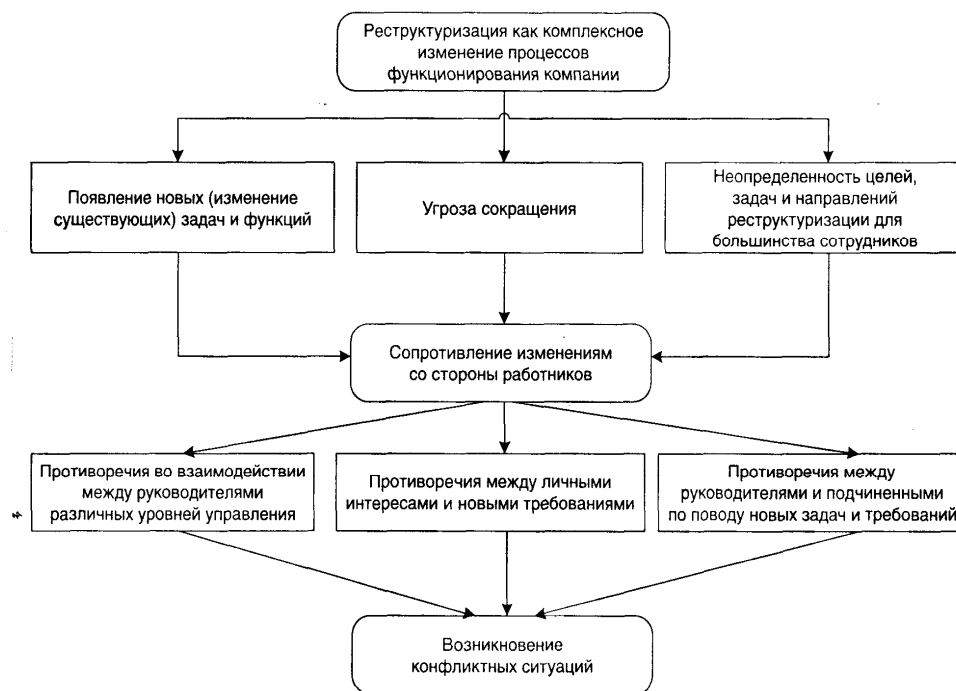 Реструктуризация как комплексное
изменение процессов
функционирования компании
Появление новых (изменение
существующих) задач и функций
Угроза сокращения
Неопределенность целей,
задач и направлений
реструктуризации для
большинства сотрудников
Сопротивление изменениям
со стороны работников
Противоречия во взаимодействии
между руководителями
различных уровней управления
Противоречия между личными
интересами и новыми требованиями
Противоречия между
руководителями и подчиненными
по поводу новых задач и требований
Возникновение
конфликтных ситуаций